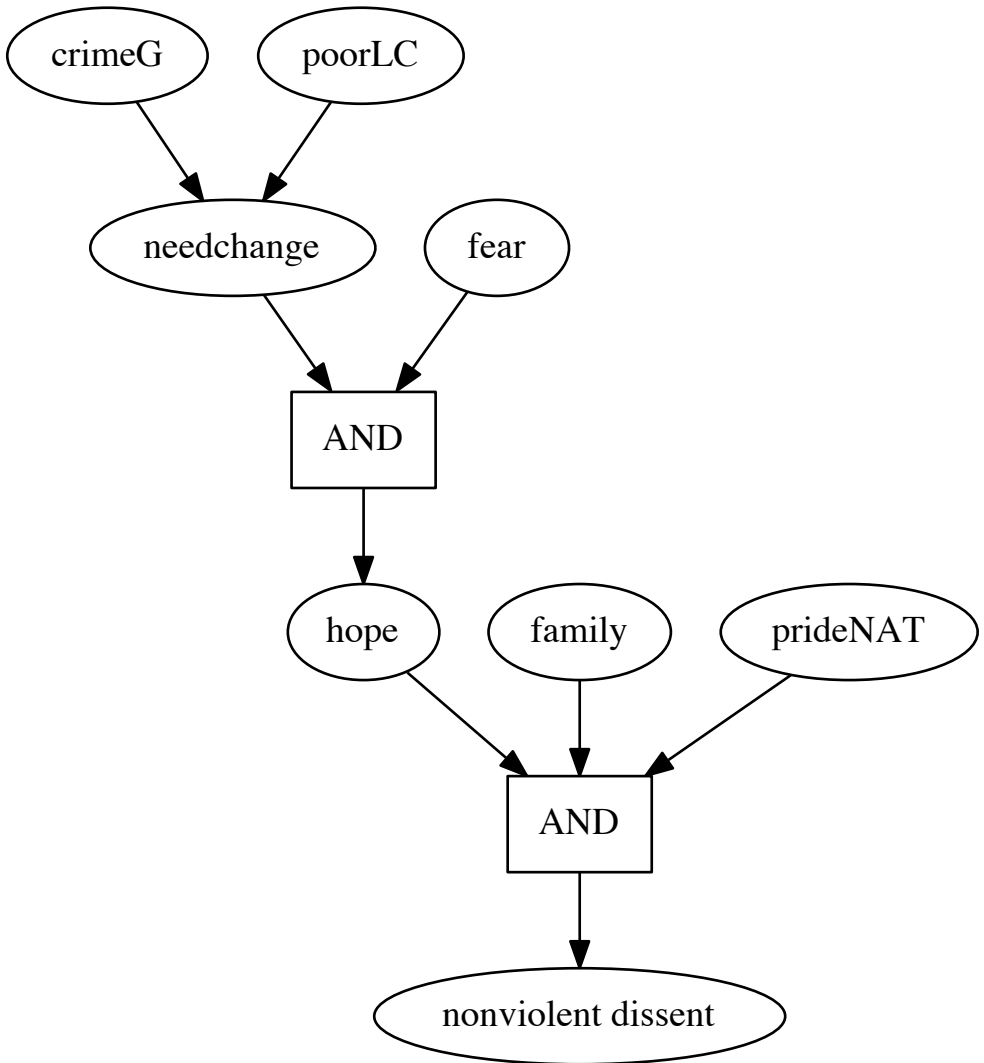 crimeG
poorLC
needchange
fear
AND
hope
family
prideNAT
AND
nonviolent dissent